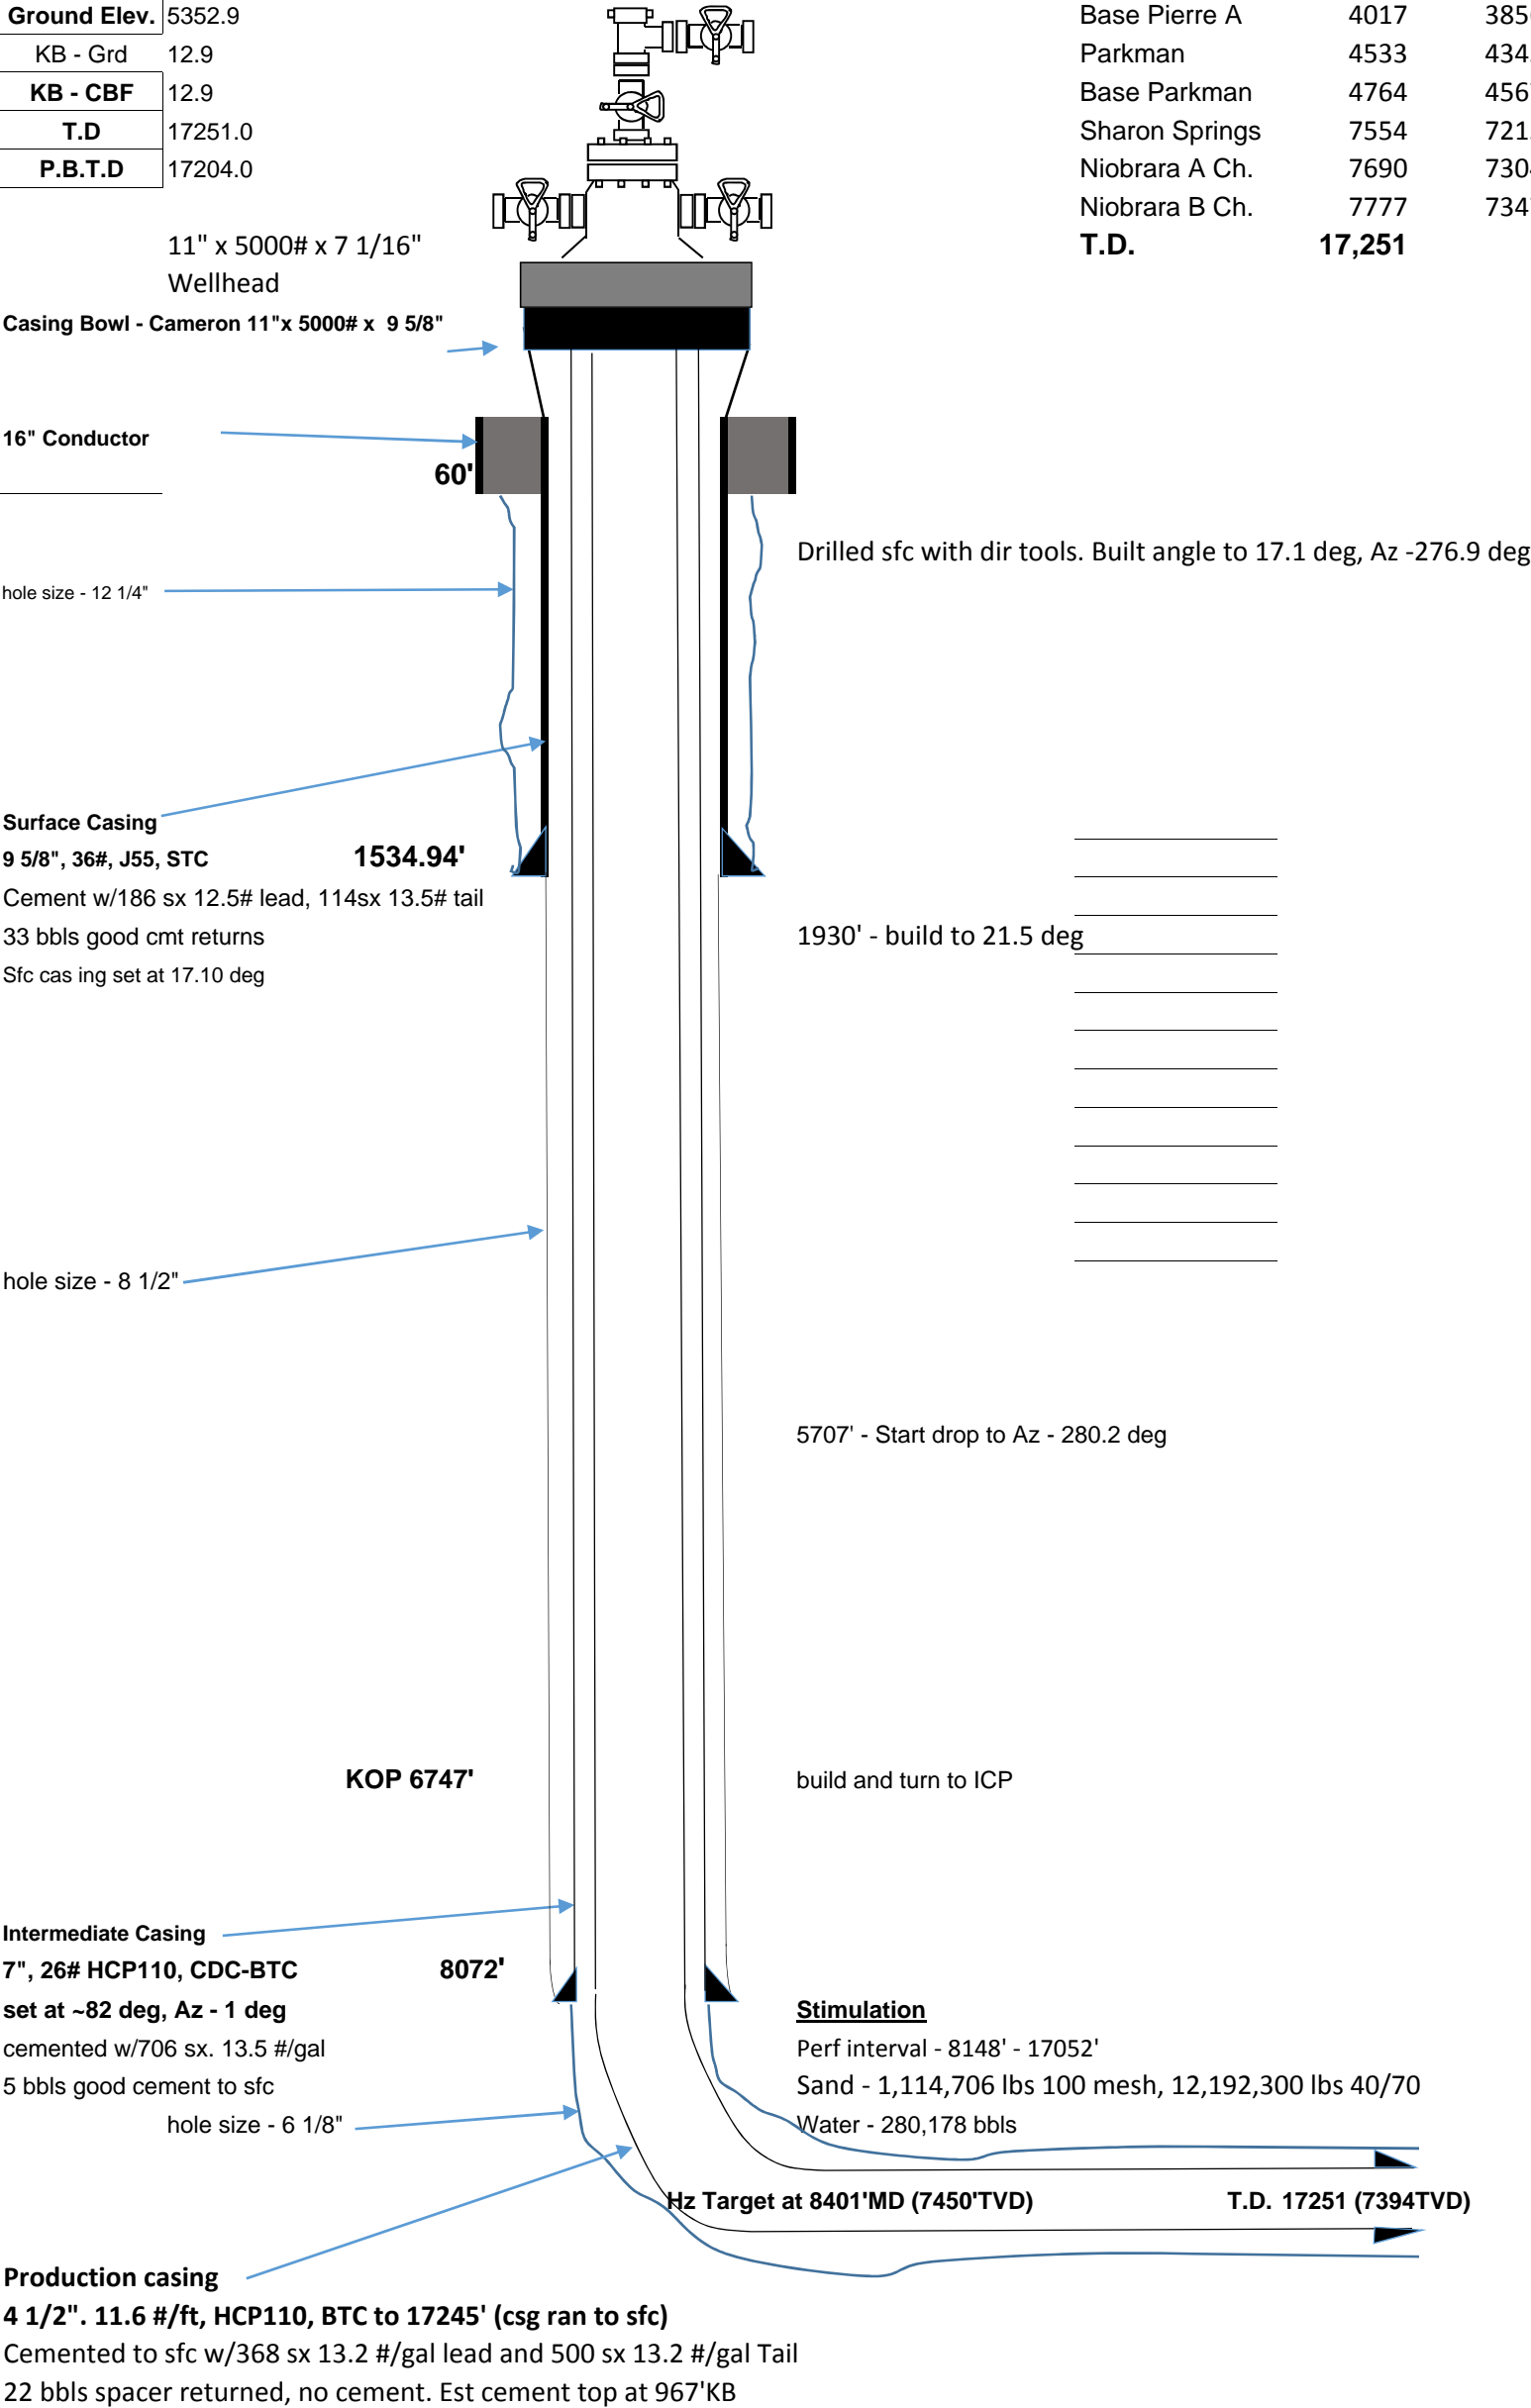 Ground Elev. 5352.9
KB - Grd 12.9
KB - CBF 12.9
T.D 17251.0
P.B.T.D 17204.0
Base Pierre A 4017
Parkman 4533
Base Parkman 4764
Sharon Springs 7554
Niobrara A Ch. 7690
Niobrara B Ch. 7777
T.D. 17,251
11" x 5000# x 7 1/16"
Wellhead
Casing Bowl - Cameron 11"x 5000# x 9 5/8"
16" Conductor
60'
Drilled sfc with dir tools. Built angle to 17.1 deg, Az -276.9 deg
hole size - 12 1/4"
Surface Casing
9 5/8", 36#, J55, STC 1534.94'
Cement w/186 sx 12.5# lead, 114sx 13.5# tail
33 bbls good cmt returns
1930' - build to 21.5 deg
Sfc cas ing set at 17.10 deg
hole size - 8 1/2"
5707' - Start drop to Az - 280.2 deg
KOP 6747' build and turn to ICP
Intermediate Casing
7", 26# HCP110, CDC-BTC 8072'
set at ~82 deg, Az - 1 deg
cemented w/706 sx. 13.5 #/gal
5 bbls good cement to sfc
hole size - 6 1/8"
Stimulation
Perf interval - 8148' - 17052'
Sand - 1,114,706 lbs 100 mesh, 12,192,300 lbs 40/70
Water - 280,178 bbls
Hz Target at 8401'MD (7450'TVD) T.D. 17251 (7394TVD)
Production casing
4 1/2". 11.6 #/ft, HCP110, BTC to 17245' (csg ran to sfc)
Cemented to sfc w/368 sx 13.2 #/gal lead and 500 sx 13.2 #/gal Tail
22 bbls spacer returned, no cement. Est cement top at 967'KB